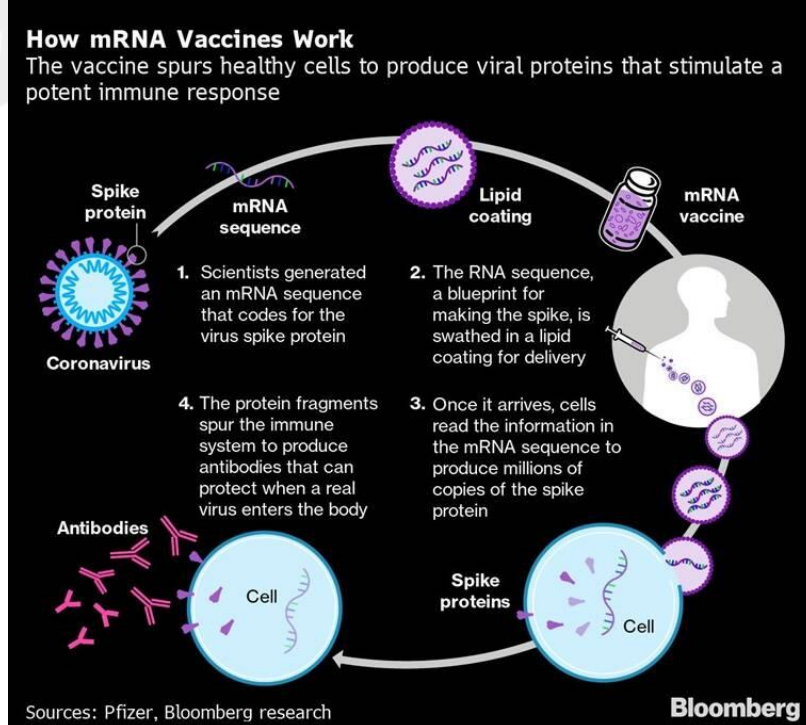 How mRNA Vaccines Work
The vaccine spurs healthy cells to produce viral proteins that stimulate a
potent immune response
Spike
protein
mRNA
sequence
Lipid
coating
mRNA
vaccine
Coronavirus
1. Scientists generated
an mRNA sequence
that codes for the
virus spike protein
2. The RNA sequence,
a blueprint for
making the spike, is
swathed in a lipid
coating for delivery
3. Once it arrives, cells
read the information in
the mRNA sequence to
produce millions of
copies of the spike
protein
4. The protein fragments
spur the immune
system to produce
antibodies that can
protect when a real
virus enters the body
Antibodies
Cell
Spike
proteins
Cell
Sources: Pfizer, Bloomberg research
Bloomberg